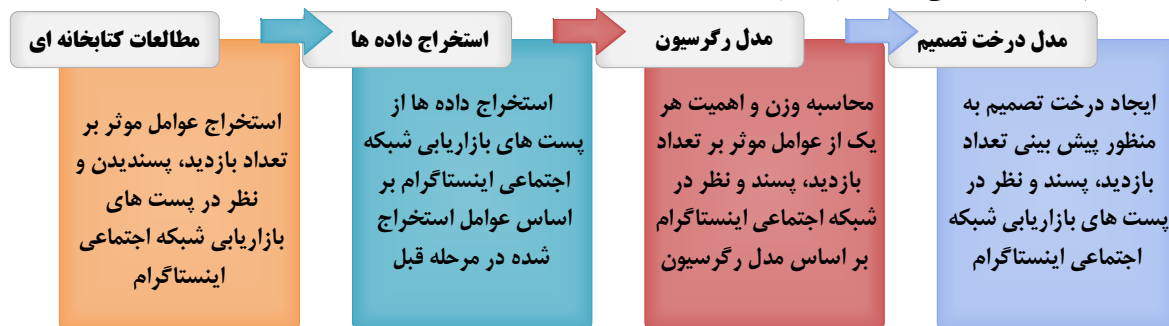 مطالعات کتابخانه ای
استخراج عوامل موثر بر
تعداد بازدید، پسندیدن و
نظر در پست های
بازاریابی شبکه اجتماعی
اینستاگرام
استخراج داده ها
استخراج داده ها از
پست های بازاریابی شبکه
اجتماعی اینستاگرام بر
اساس عوامل استخراج
شده در مرحله قبل
مدل رگرسیون
محاسبه وزن و اهمیت هر
یک از عوامل موثر بر تعداد
بازدید، پسند و نظر در
شبکه اجتماعی اینستاگرام
بر اساس مدل رگرسیون
مدل درخت تصمیم
ایجاد درخت تصمیم به
منظور پیش بینی تعداد
بازدید، پسند و نظر در
پست های بازاریابی شبکه
اجتماعی اینستاگرام